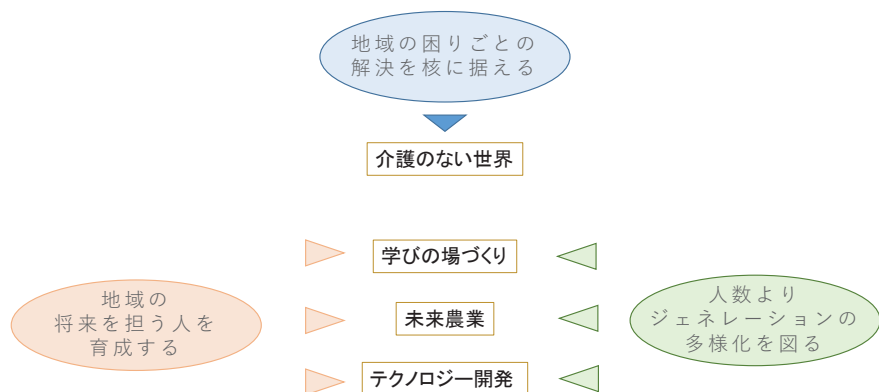 地域の困りごとの
解決を核に据える
介護のない世界
学びの場づくり
地域の
将来を担う人を
育成する
未来農業
人数より
ジェネレーションの
多様化を図る
テクノロジー開発